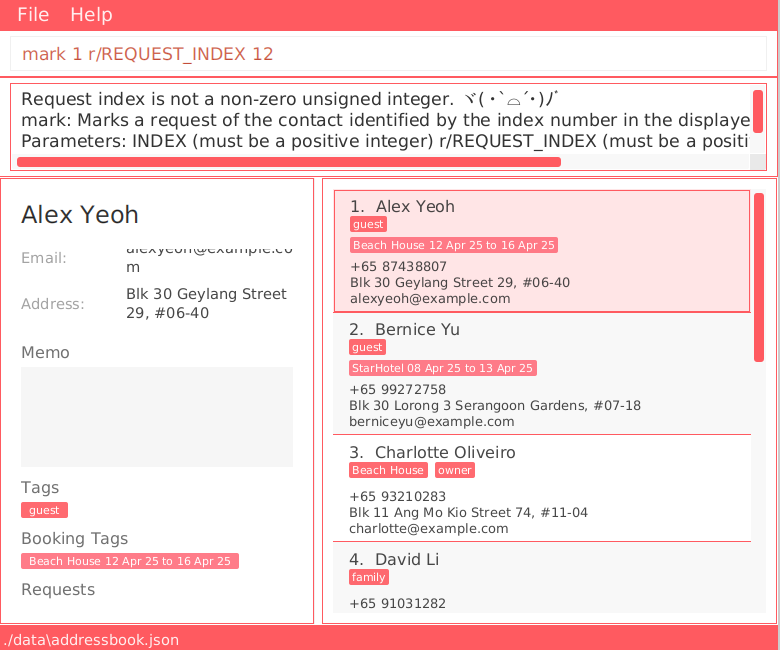 File Help
mark 1 r/REQUEST_INDEX 12
Request index is not a non-zero unsigned integer. ヾ(・`⌓´・)ﾉﾞ
mark: Marks a request of the contact identified by the index number in the displaye
Parameters: INDEX (must be a positive integer) r/REQUEST_INDEX (must be a positi
Alex Yeoh
Email:
alexyeoh@example.co
m
Address:
Blk 30 Geylang Street
29, #06-40
Memo
Tags
guest
Booking Tags
Beach House 12 Apr 25 to 16 Apr 25
Requests
1. Alex Yeoh
guest
Beach House 12 Apr 25 to 16 Apr 25
+65 87438807
Blk 30 Geylang Street 29, #06-40
alexyeoh@example.com
2. Bernice Yu
guest
StarHotel 08 Apr 25 to 13 Apr 25
+65 99272758
Blk 30 Lorong 3 Serangoon Gardens, #07-18
berniceyu@example.com
3. Charlotte Oliveiro
Beach House owner
+65 93210283
Blk 11 Ang Mo Kio Street 74, #11-04
charlotte@example.com
4. David Li
family
+65 91031282
./data\addressbook.json